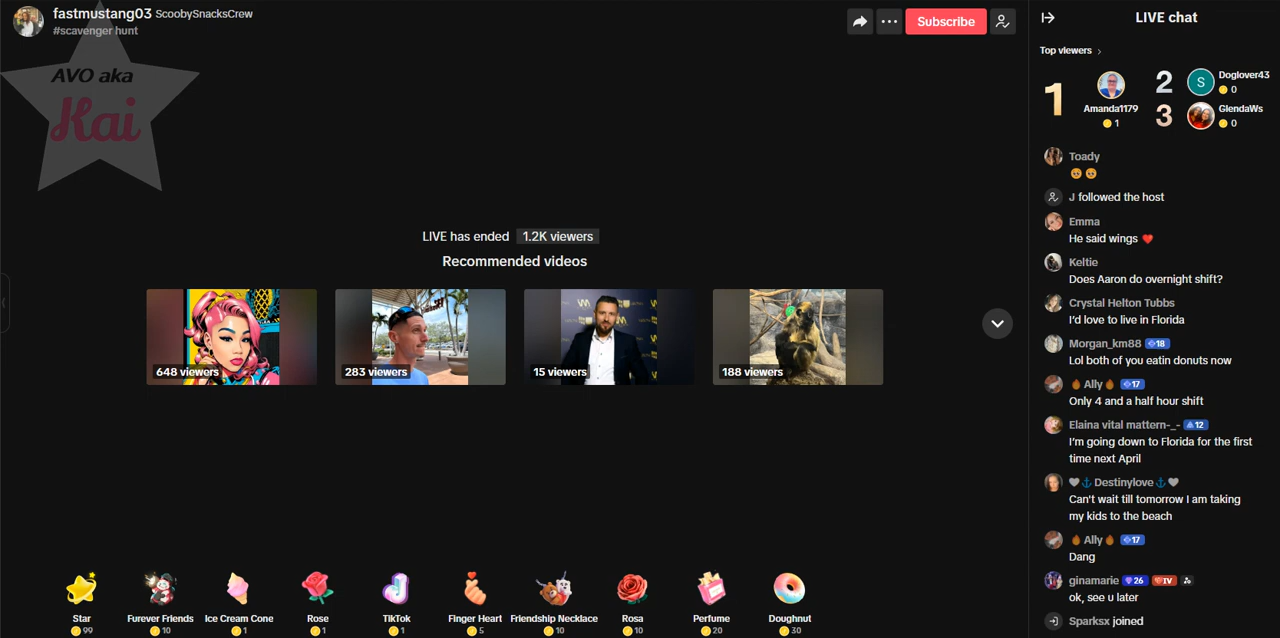 fastmustang03 ScoobySnacksCrew
#scavenger hunt
Subscribe
AVO aka
Kai
LIVE has ended 1.2K viewers
Recommended videos
648 viewers
283 viewers
15 viewers
188 viewers
Star
99
Furever Friends
10
Ice Cream Cone
1
Rose
1
TikTok
1
Finger Heart
5
Friendship Necklace
10
Rosa
10
Perfume
20
Doughnut
30
LIVE chat
Top viewers
1
Amanda1179
1
2
S
Doglover43
0
3
GlendaWs
0
Toady
🥺 🥺
J followed the host
Emma
He said wings ❤️
Keltie
Does Aaron do overnight shift?
Crystal Helton Tubbs
I'd love to live in Florida
Morgan_km88 18
Lol both of you eatin donuts now
Ally 17
Only 4 and a half hour shift
Elaina vital mattern-_- 12
I'm going down to Florida for the first
time next April
🤍⚓Destinylove⚓🤍
Can't wait till tomorrow I am taking
my kids to the beach
Ally 17
Dang
ginamarie 26 IV
ok, see u later
Sparksx joined